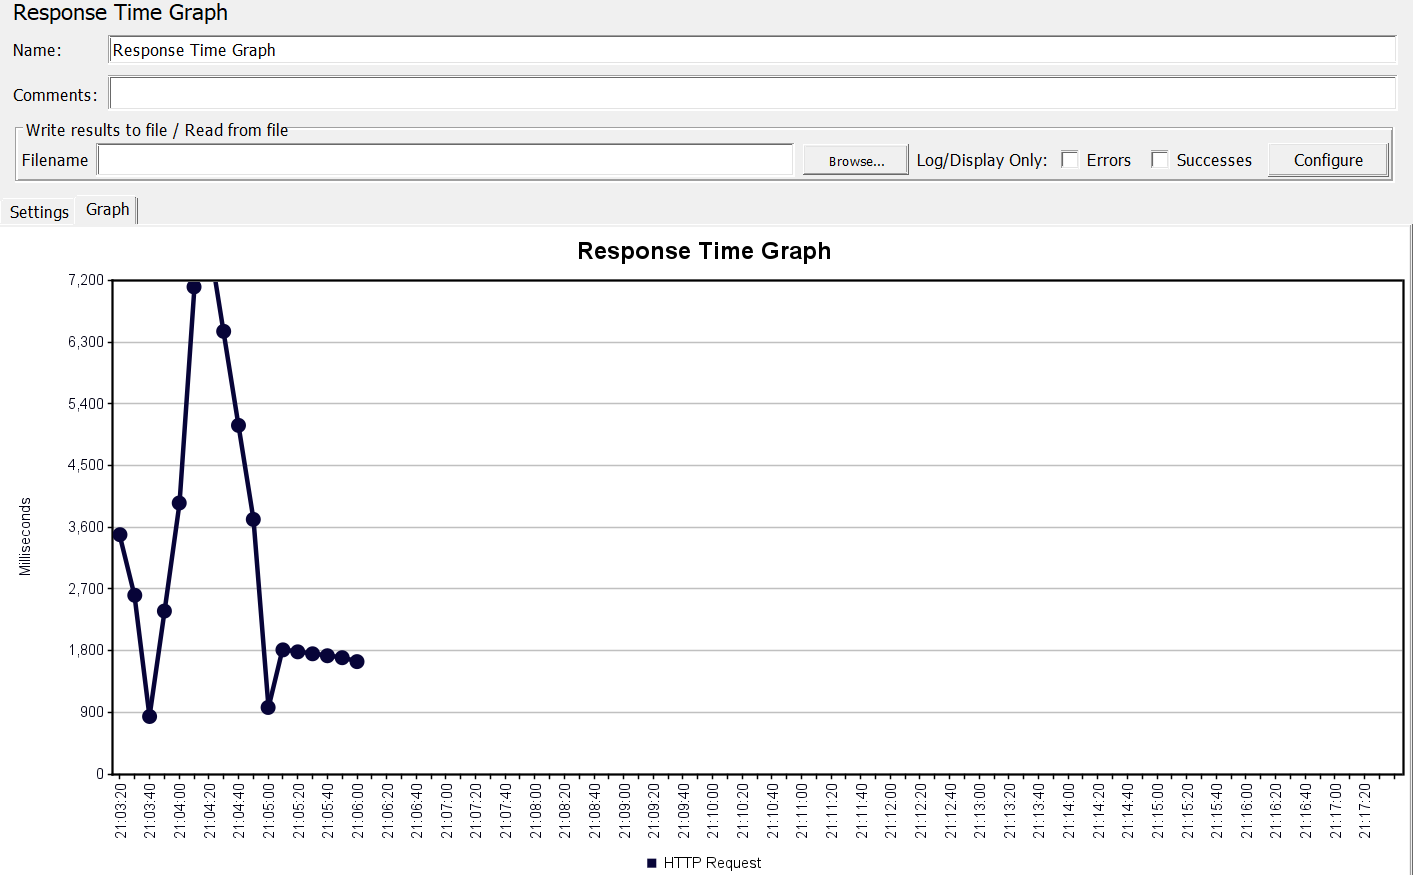 Response Time Graph
Name: Response Time Graph
Comments:
Write results to file / Read from file
Filename Browse... Log/Display Only: Errors Successes Configure
Settings Graph
Response Time Graph
7,200
6,300
5,400
4,500
3,600
2,700
1,800
900
0
Milliseconds
21:03:20 21:03:40 21:04:00 21:04:20 21:04:40 21:05:00 21:05:20 21:05:40 21:06:00 21:06:20 21:06:40 21:07:00 21:07:20 21:07:40 21:08:00 21:08:20 21:08:40 21:09:00 21:09:20 21:09:40 21:10:00 21:10:20 21:10:40 21:11:00 21:11:20 21:11:40 21:12:00 21:12:20 21:12:40 21:13:00 21:13:20 21:13:40 21:14:00 21:14:20 21:14:40 21:15:00 21:15:20 21:15:40 21:16:00 21:16:20 21:16:40 21:17:00 21:17:20
HTTP Request